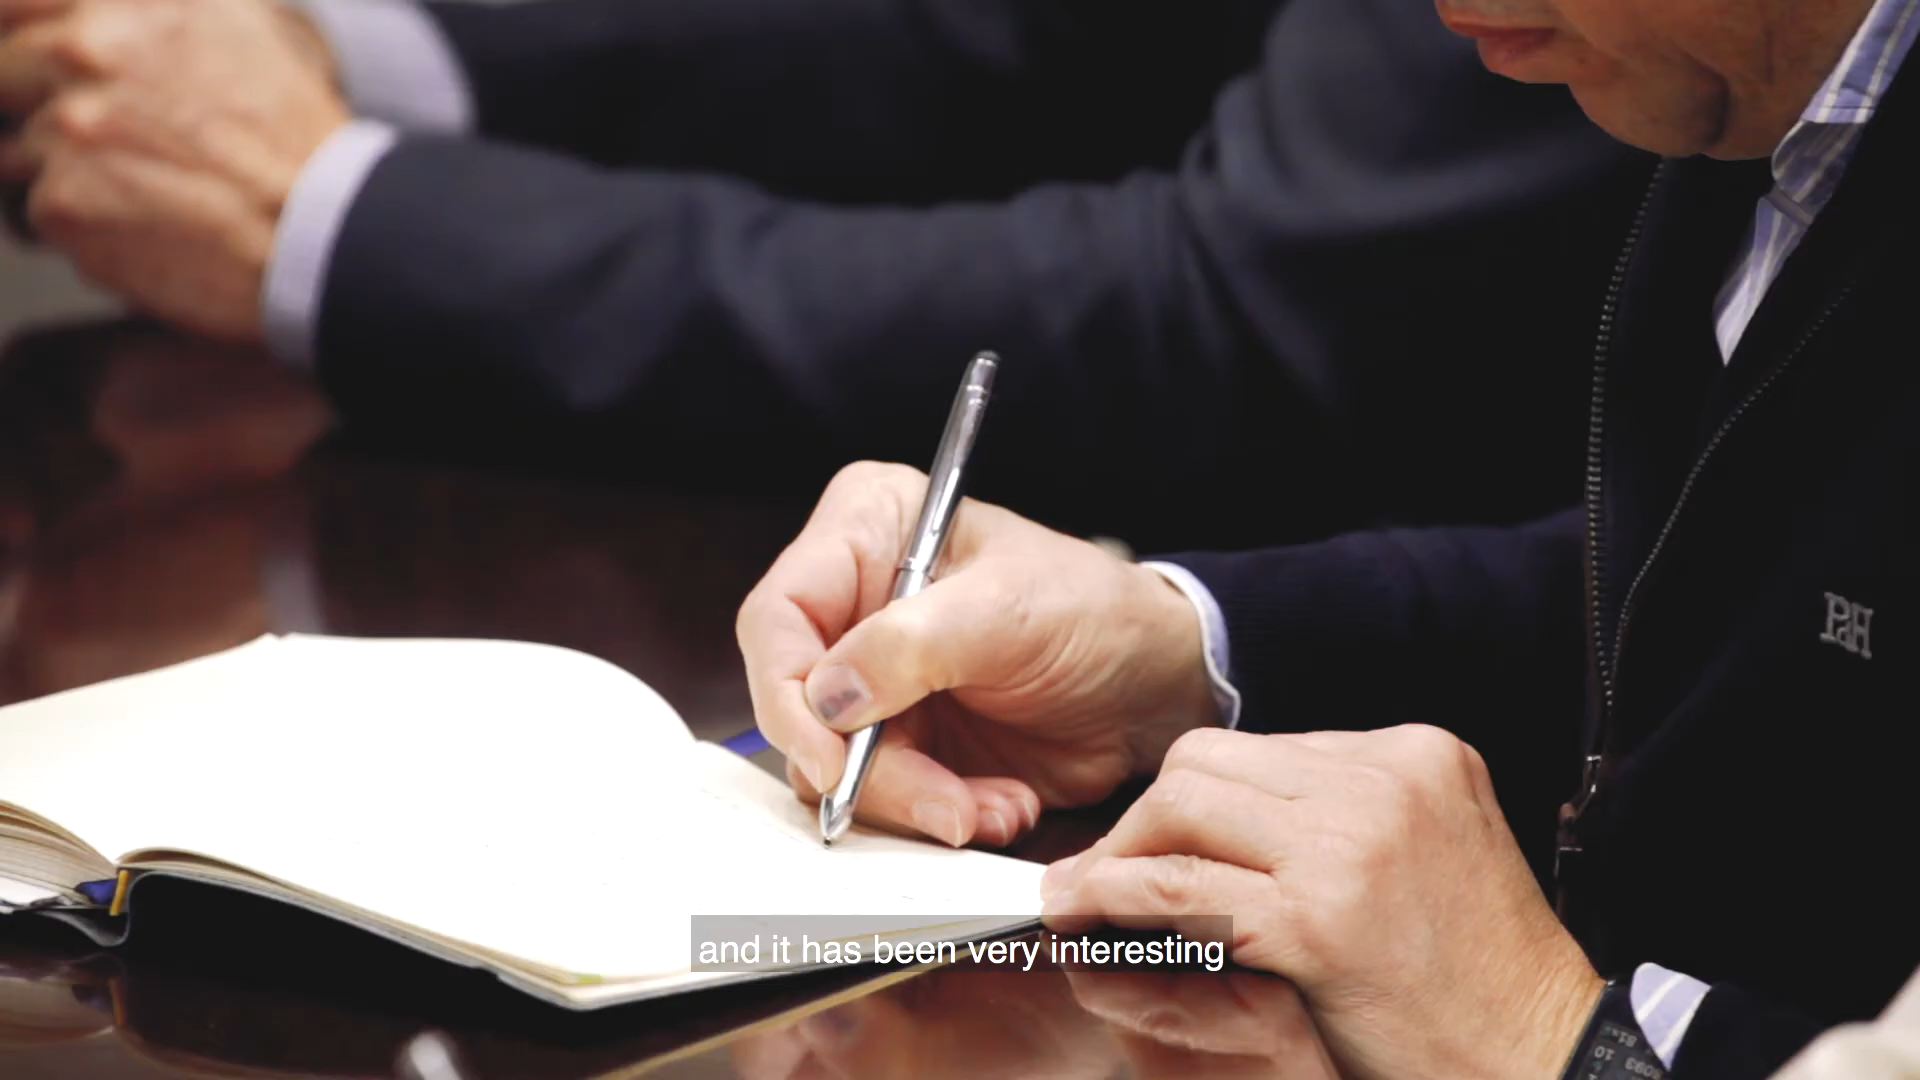 PdH
and it has been very interesting